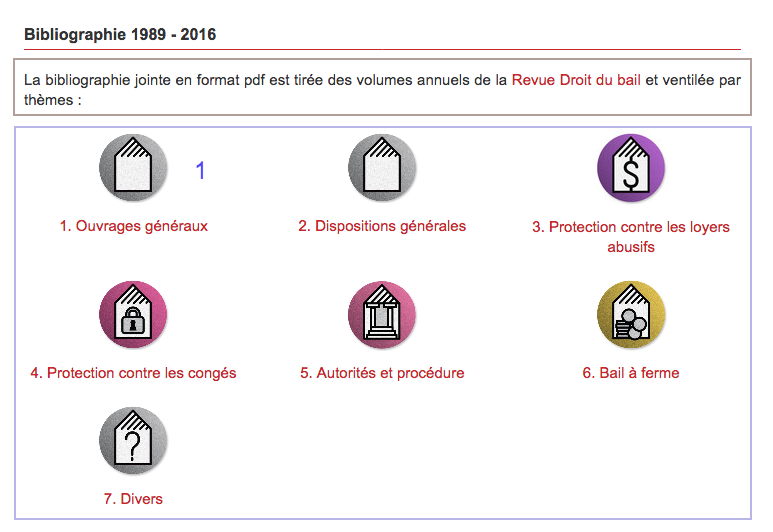 Bibliographie 1989 - 2016
La bibliographie jointe en format pdf est tirée des volumes annuels de la Revue Droit du bail et ventilée par
thèmes :
1
1. Ouvrages généraux
2. Dispositions générales
$
3. Protection contre les loyers
abusifs
4. Protection contre les congés
5. Autorités et procédure
6. Bail à ferme
?
7. Divers